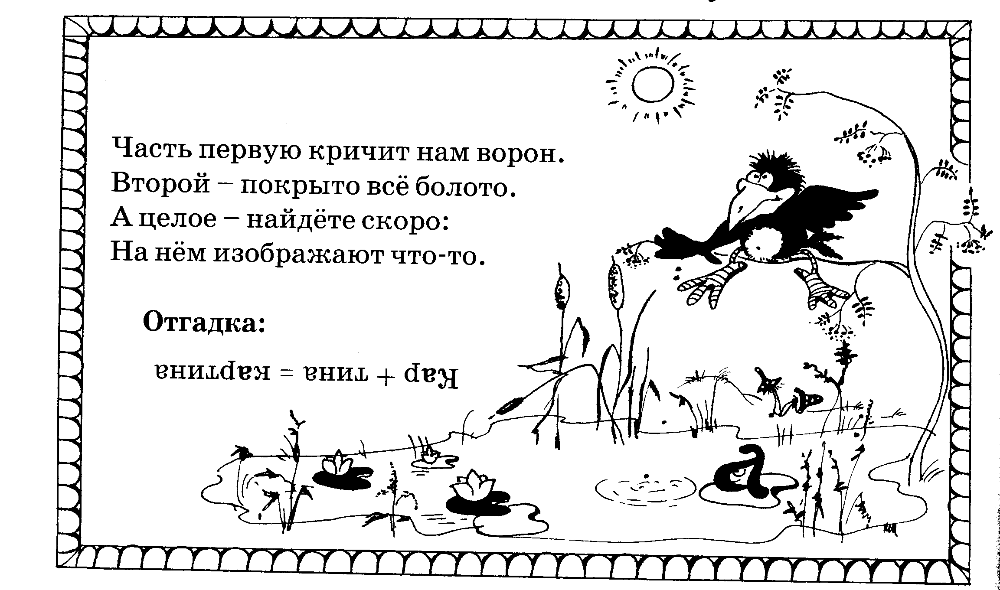 Часть первую кричит нам ворон.
Второй – покрыто всё болото.
А целое – найдёте скоро:
На нём изображают что-то.
Отгадка:
Кар + тина = картина